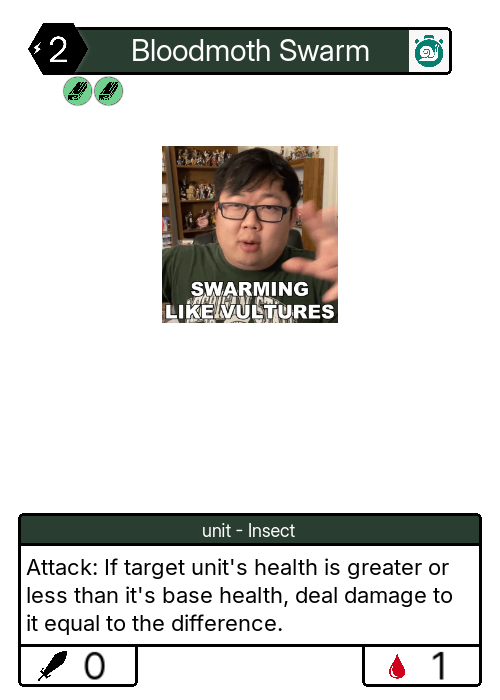 2
Bloodmoth Swarm
SWARMING
LIKE VULTURES
unit - Insect
Attack: If target unit's health is greater or
less than it's base health, deal damage to
it equal to the difference.
0
1